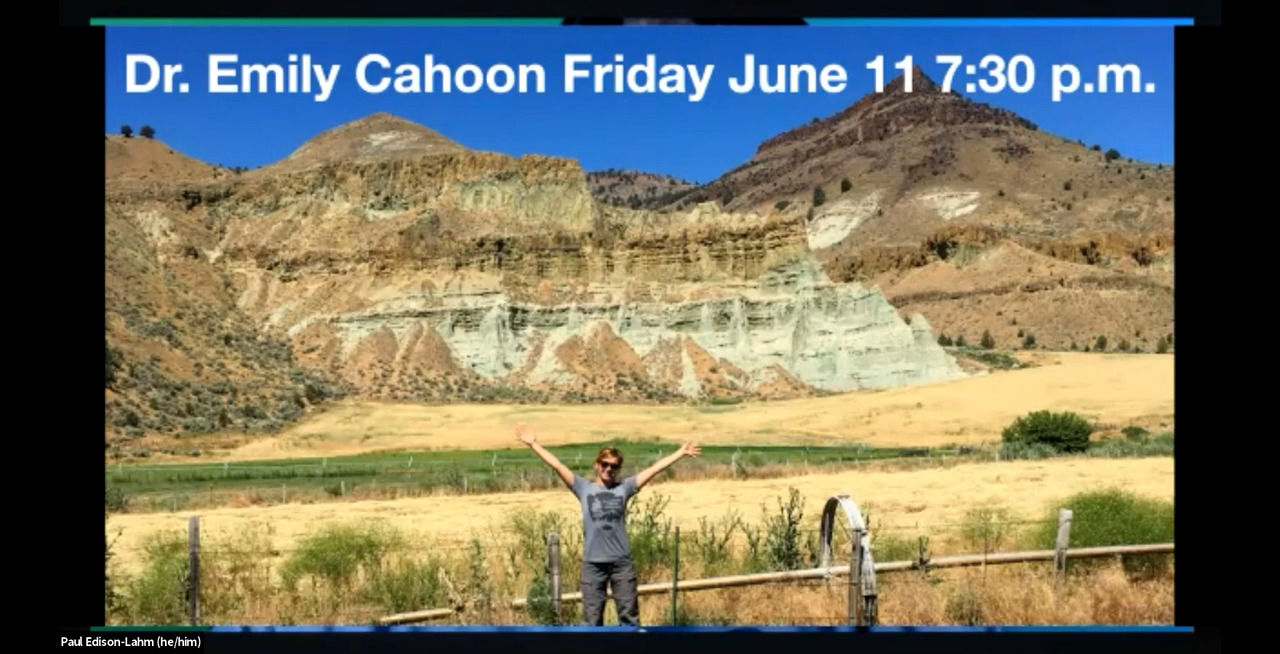 Dr. Emily Cahoon Friday June 11 7:30 p.m.
Paul Edison-Lahm (he/him)